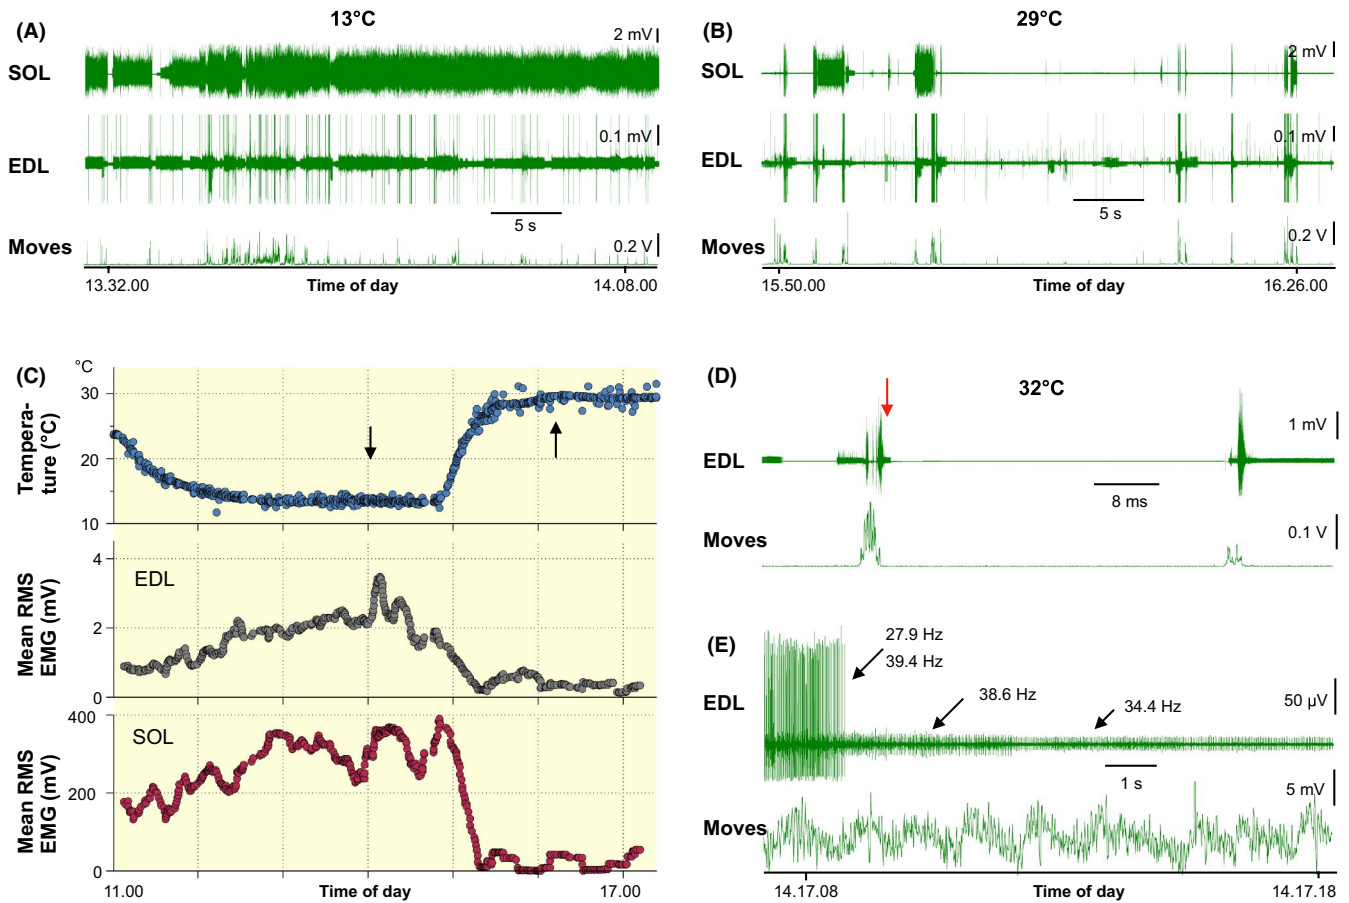 (A)
13°C
2 mV
SOL
0.1 mV
EDL
5 s
Moves
0.2 V
13.32.00
Time of day
14.08.00
(B)
29°C
2 mV
SOL
0.1 mV
EDL
5 s
Moves
0.2 V
15.50.00
Time of day
16.26.00
(C)
°C
30
20
10
Tempera-
ture (°C)
EDL
4
2
0
Mean RMS
EMG (mV)
SOL
400
200
0
Mean RMS
EMG (mV)
11.00
Time of day
17.00
(D)
32°C
1 mV
EDL
8 ms
0.1 V
Moves
(E)
27.9 Hz
39.4 Hz
38.6 Hz
34.4 Hz
EDL
50 µV
1 s
5 mV
Moves
14.17.08
Time of day
14.17.18